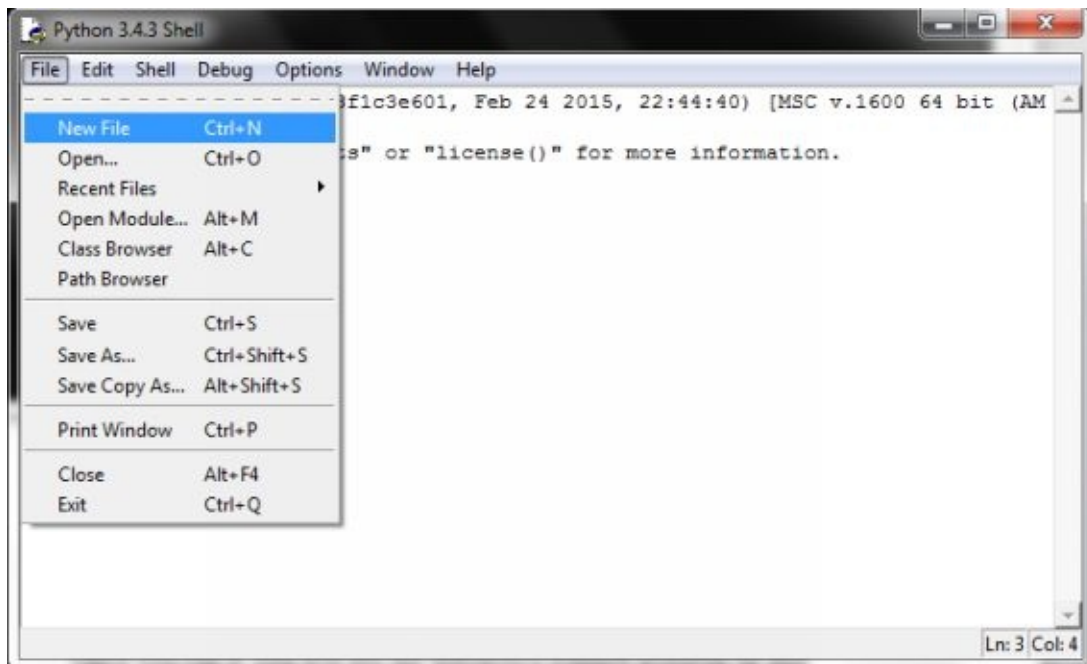 Python 3.4.3 Shell
File Edit Shell Debug Options Window Help
3f1c3e601, Feb 24 2015, 22:44:40) [MSC v.1600 64 bit (AM
New File Ctrl+N
Open... Ctrl+O
s" or "license()" for more information.
Recent Files
Open Module... Alt+M
Class Browser Alt+C
Path Browser
Save Ctrl+S
Save As... Ctrl+Shift+S
Save Copy As... Alt+Shift+S
Print Window Ctrl+P
Close Alt+F4
Exit Ctrl+Q
Ln: 3 Col: 4